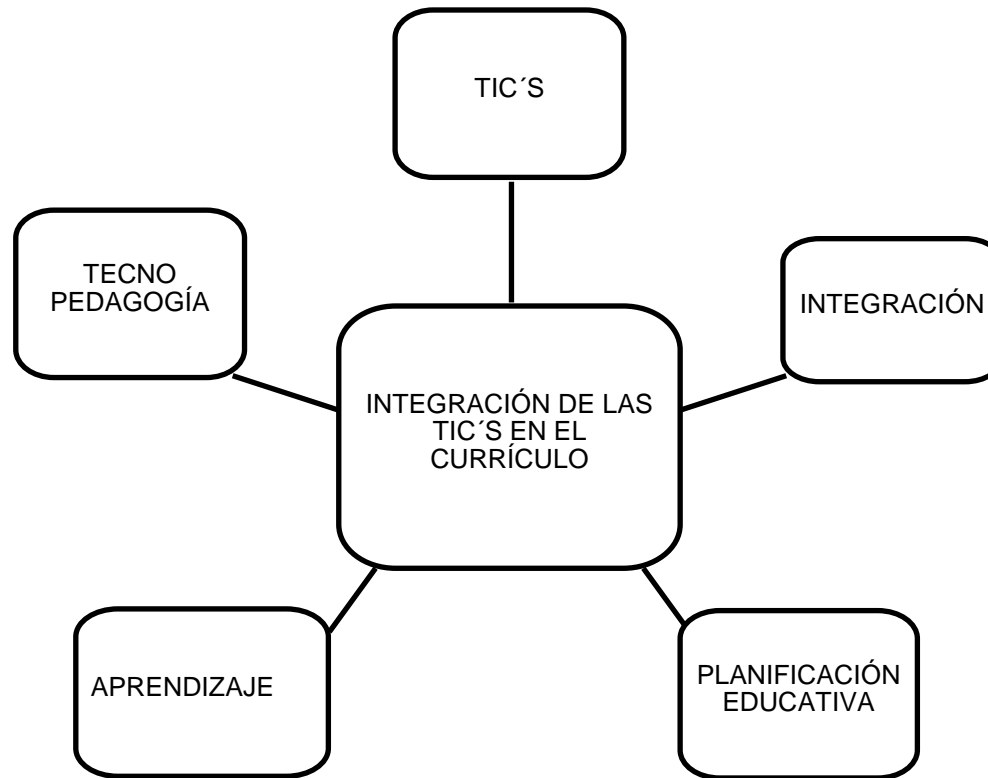 TIC´S
TECNO
PEDAGOGÍA
INTEGRACIÓN
INTEGRACIÓN DE LAS
TIC´S EN EL
CURRÍCULO
APRENDIZAJE
PLANIFICACIÓN
EDUCATIVA